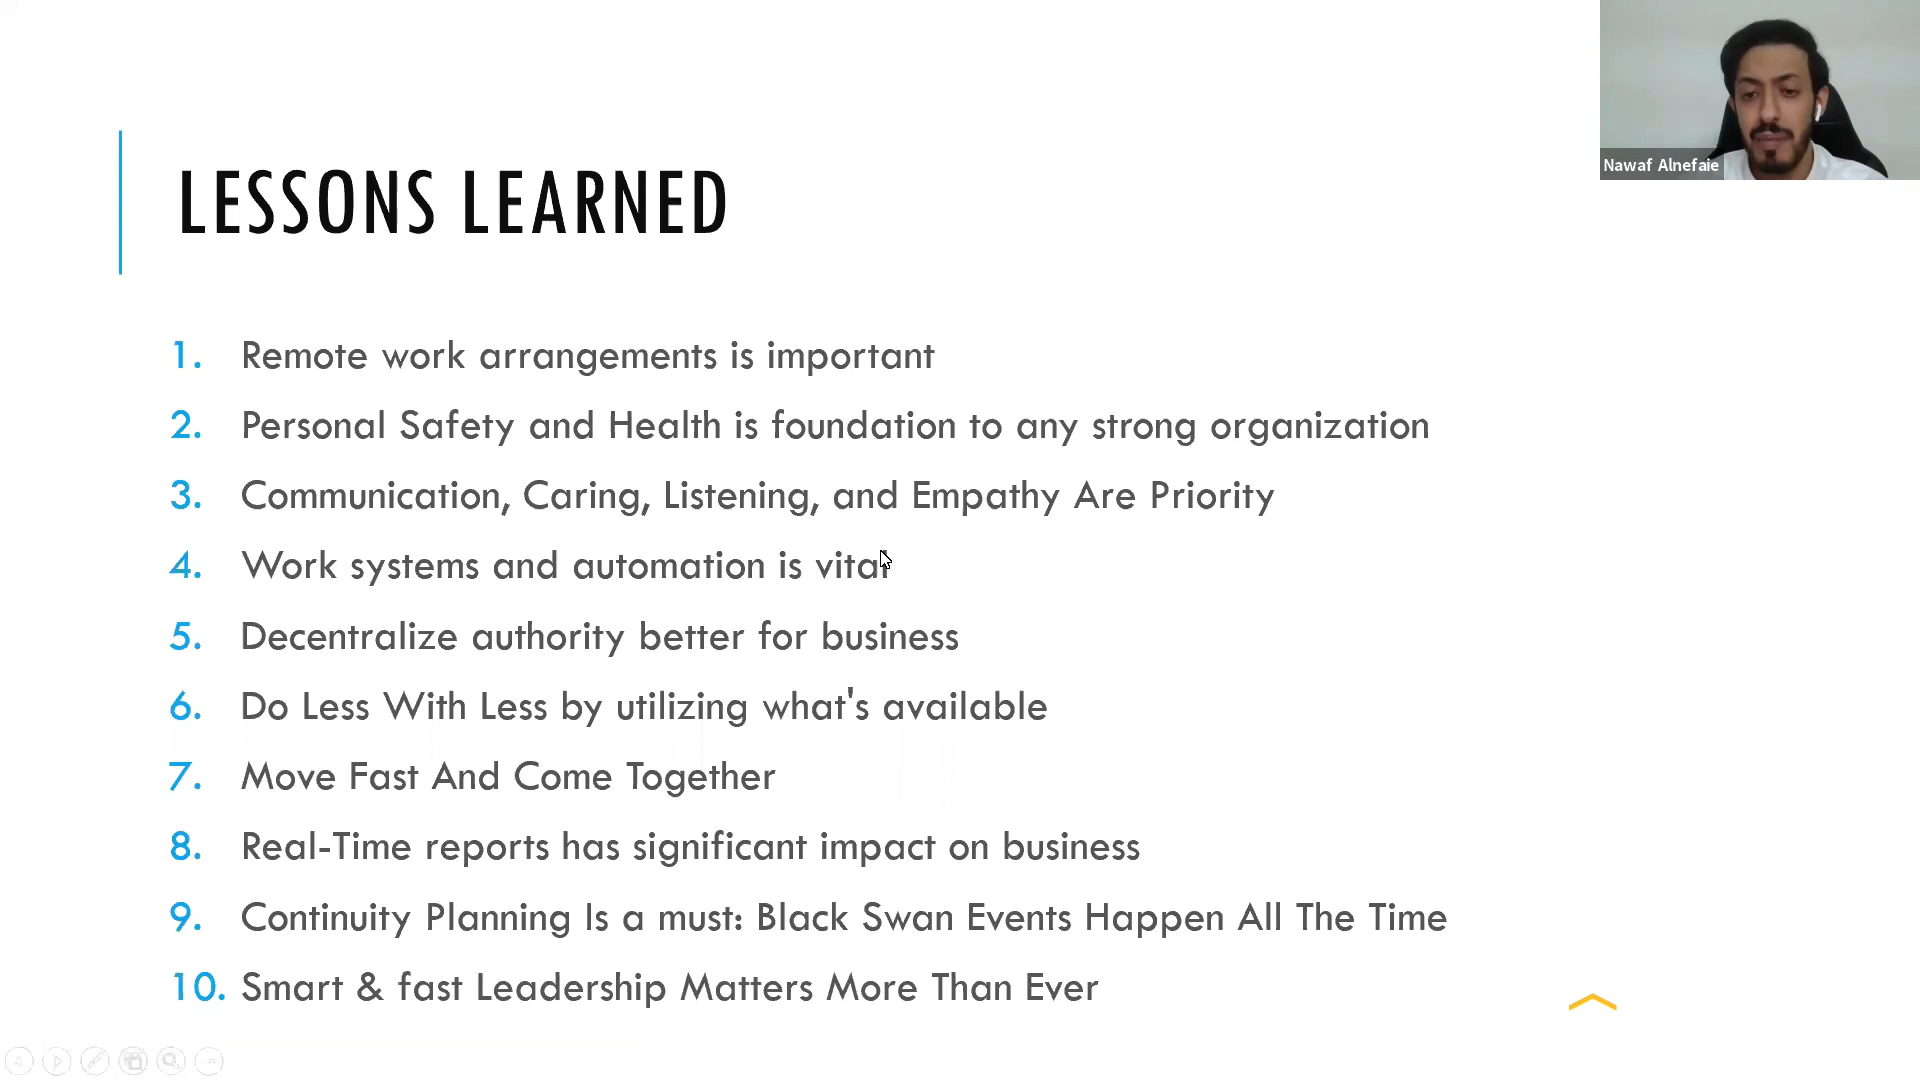 LESSONS LEARNED
Nawaf Alnefaie
1. Remote work arrangements is important
2. Personal Safety and Health is foundation to any strong organization
3. Communication, Caring, Listening, and Empathy Are Priority
4. Work systems and automation is vital
5. Decentralize authority better for business
6. Do Less With Less by utilizing what's available
7. Move Fast And Come Together
8. Real-Time reports has significant impact on business
9. Continuity Planning Is a must: Black Swan Events Happen All The Time
10. Smart & fast Leadership Matters More Than Ever